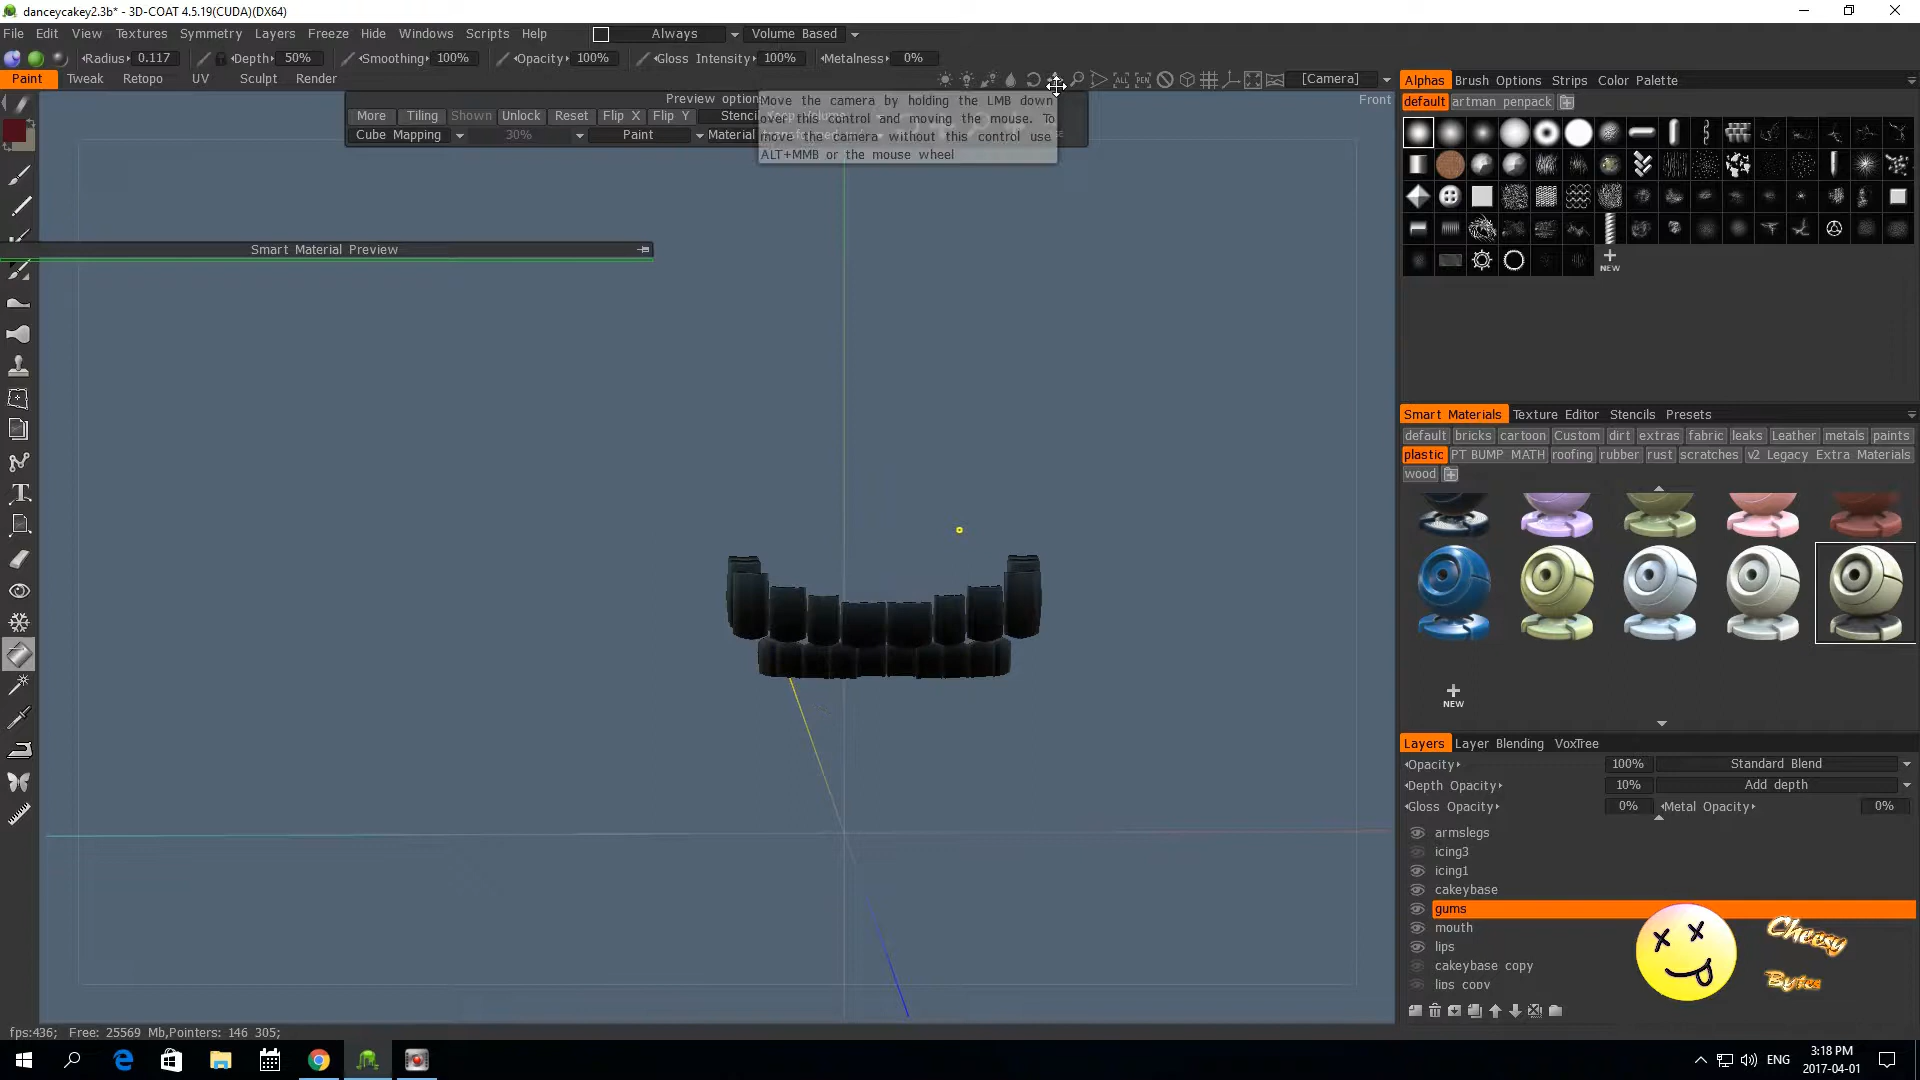 danceycakey2.3b* - 3D-COAT 4.5.19(CUDA)(DX64)
File Edit View Textures Symmetry Layers Freeze Hide Windows Scripts Help Always Volume Based
Radius 0.117 Depth 50% Smoothing 100% Opacity 100% Gloss Intensity 100% Metalness 0%
Paint Tweak Retopo UV Sculpt Render [Camera]
Front
Preview option
More Tiling Shown Unlock Reset Flip X Flip Y Stenci
Cube Mapping 30% Paint Material
Move the camera by holding the LMB down
over this control and moving the mouse. To
move the camera without this control use
ALT+MMB or the mouse wheel
Smart Material Preview
Alphas Brush Options Strips Color Palette
default artman penpack
NEW
Smart Materials Texture Editor Stencils Presets
default bricks cartoon Custom dirt extras fabric leaks Leather metals paints
plastic PT BUMP MATH roofing rubber rust scratches v2 Legacy Extra Materials
wood
NEW
Layers Layer Blending VoxTree
Opacity 100% Standard Blend
Depth Opacity 10% Add depth
Gloss Opacity 0% Metal Opacity 0%
armslegs
icing3
icing1
cakeybase
gums
mouth
lips
cakeybase copy
lips copy
Cheesy
Bytes
fps:436; Free: 25569 Mb,Pointers: 146 305;
ENG
3:18 PM
2017-04-01